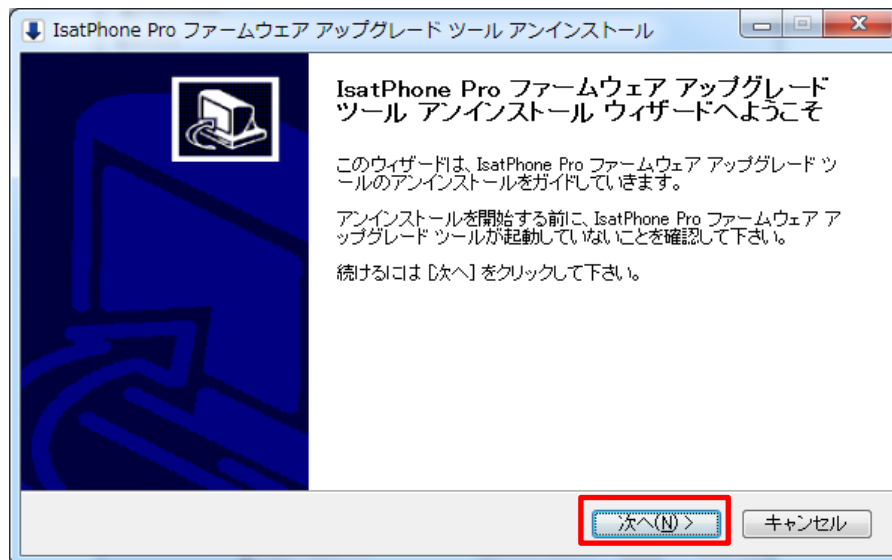 IsatPhone Pro ファームウエア アップグレード ツール アンインストール
IsatPhone Pro ファームウェア アップグレード
ツール アンインストール ウィザードへようこそ
このウィザードは、IsatPhone Pro ファームウェア アップグレード ツ
ールのアンインストールをガイドしていきます。
アンインストールを開始する前に、IsatPhone Pro ファームウェア ア
ップグレード ツールが起動していないことを確認して下さい。
続けるには [次へ] をクリックして下さい。
次へ(N) >
キャンセル